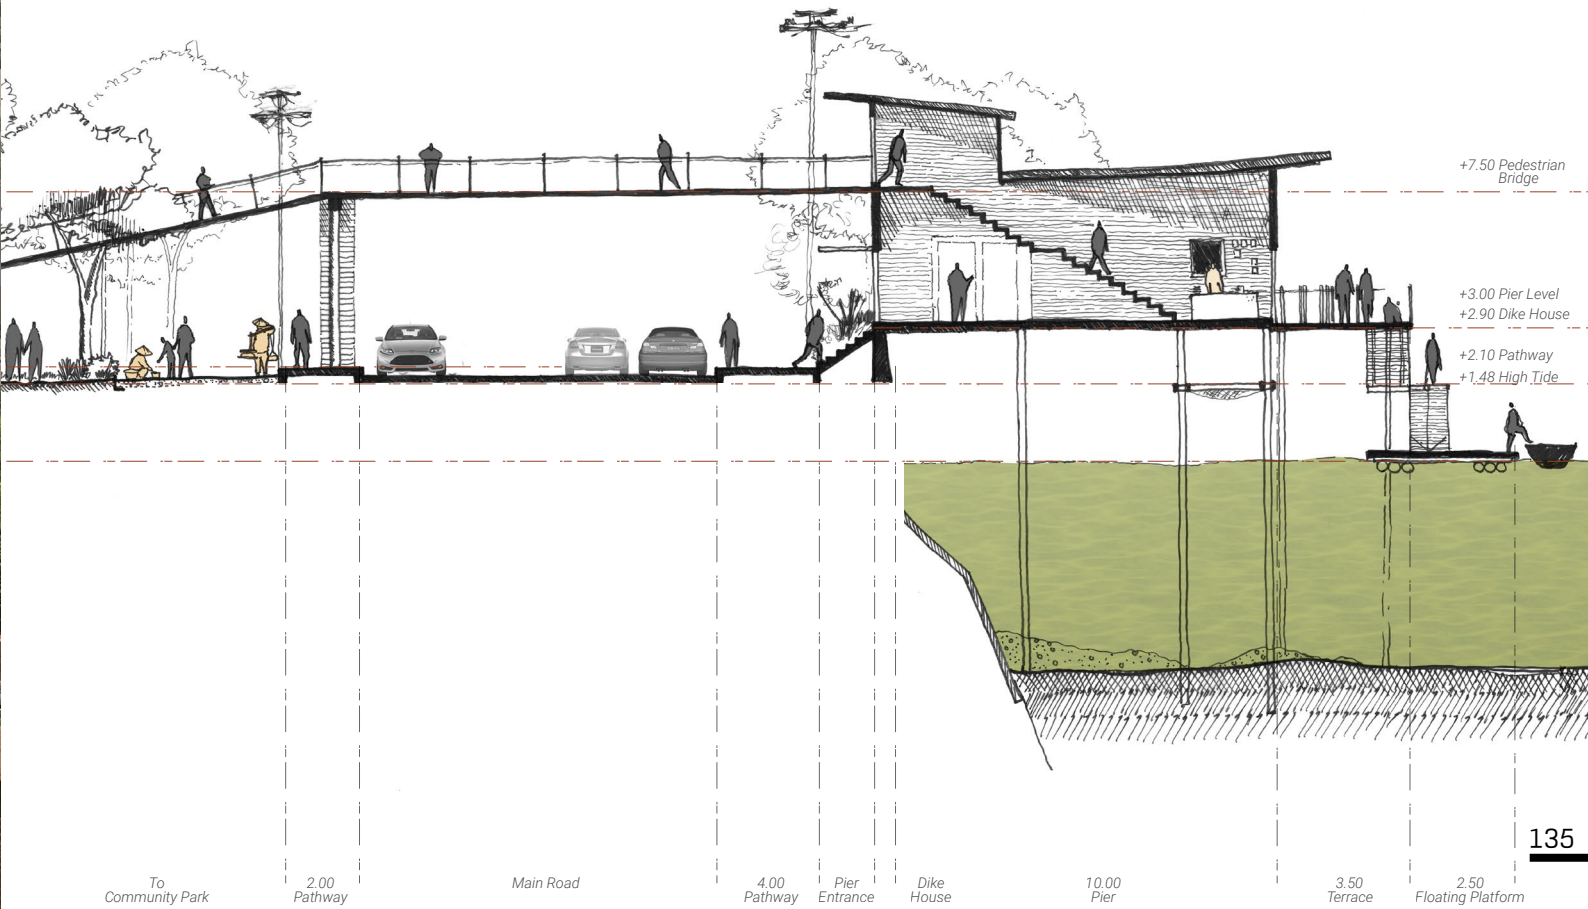 +7.50 Pedestrian
Bridge
+3.00 Pier Level
+2.90 Dike House
+2.10 Pathway
+1.48 High Tide
135
To
Community Park
2.00
Pathway
Main Road
4.00
Pathway
Pier
Entrance
Dike
House
10.00
Pier
3.50
Terrace
2.50
Floating Platform